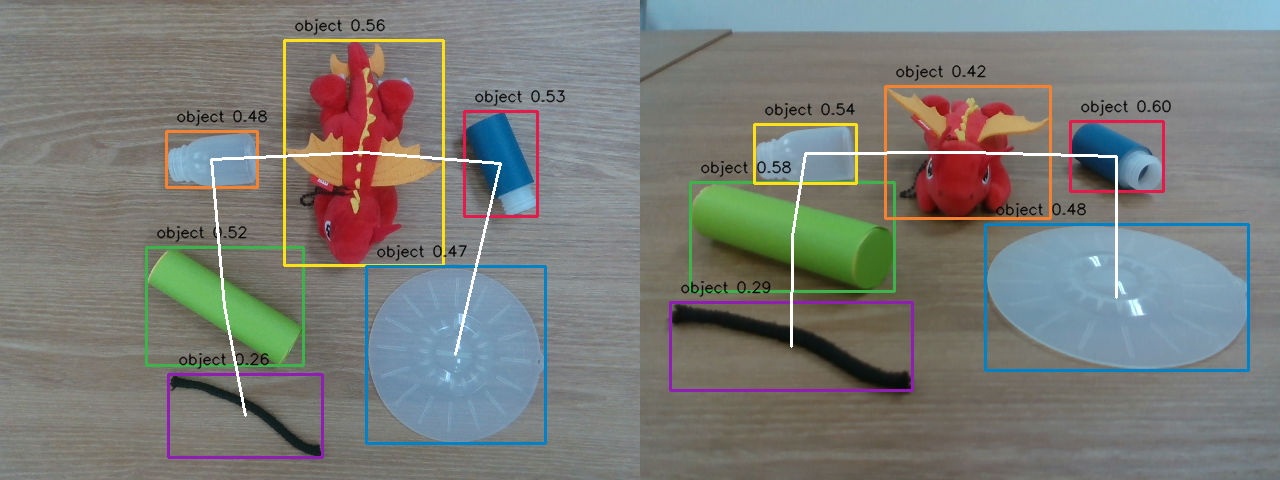 object 0.56
object 0.48
object 0.53
object 0.52
object 0.47
object 0.26
object 0.42
object 0.54
object 0.60
object 0.58
object 0.48
object 0.29